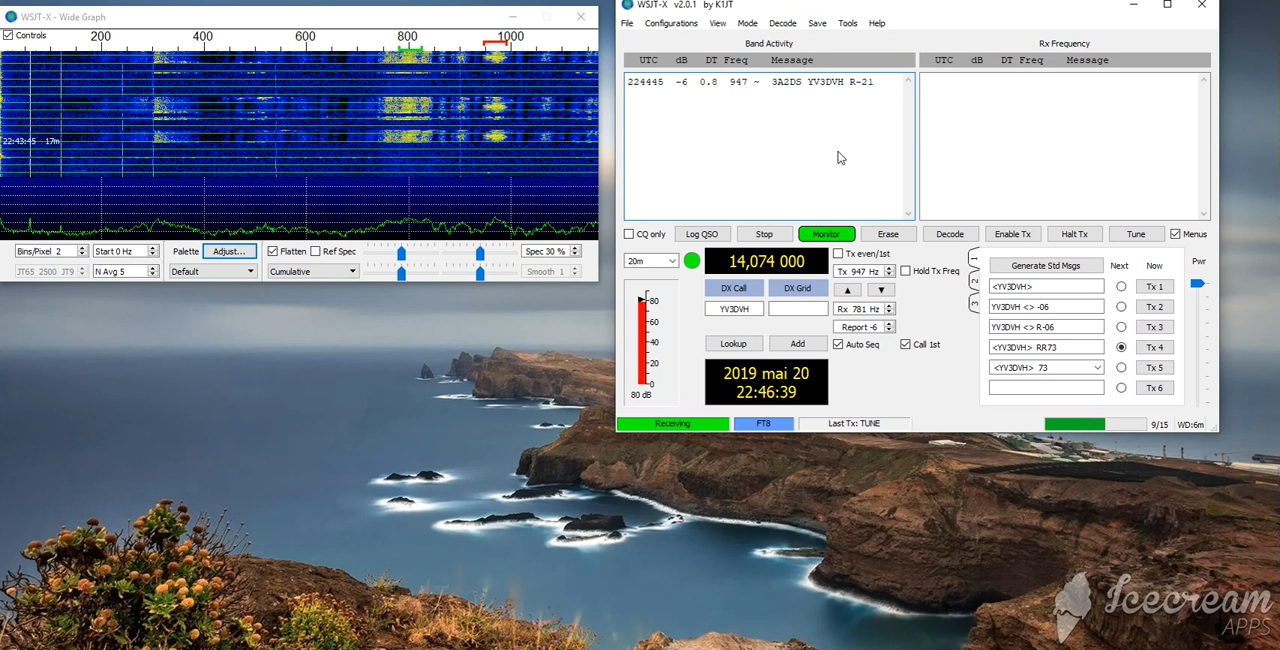 WSJT-X - Wide Graph
Controls
200 400 600 800 1000
22:43:45 17m
Bins/Pixel 2 Start 0 Hz Palette Adjust... Flatten Ref Spec Spec 30 %
JT65 2500 JT9 N Avg 5 Default Cumulative Smooth 1
WSJT-X v2.0.1 by K1JT
File Configurations View Mode Decode Save Tools Help
Band Activity Rx Frequency
UTC dB DT Freq Message UTC dB DT Freq Message
224445 -6 0.8 947 ~ 3A2DS YV3DVH R-21
CQ only Log QSO Stop Monitor Erase Decode Enable Tx Halt Tx Tune Menus
20m 14,074 000 Tx even/1st
Tx 947 Hz Hold Tx Freq
DX Call DX Grid
YV3DVH Rx 781 Hz
Report -6
Lookup Add Auto Seq Call 1st
2019 mai 20
22:46:39
80
60
40
20
0
80 dB
1
2
3
Generate Std Msgs Next Now Pwr
<YV3DVH> Tx 1
YV3DVH <> -06 Tx 2
YV3DVH <> R-06 Tx 3
<YV3DVH> RR73 Tx 4
<YV3DVH> 73 Tx 5
Tx 6
Receiving FT8 Last Tx: TUNE 9/15 WD:6m
Icecream
APPS